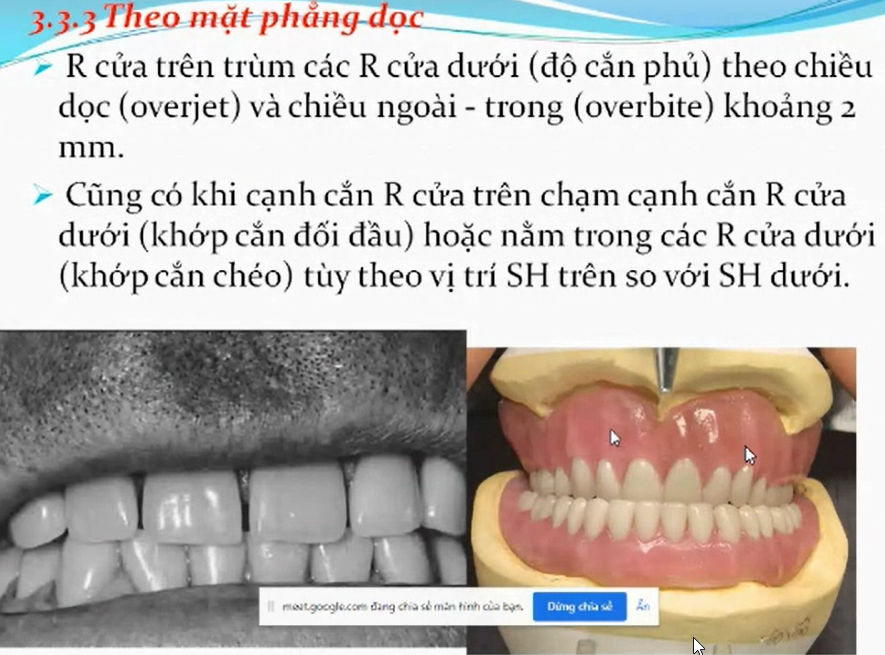 3.3.3 Theo mặt phẳng dọc
R cửa trên trùm các R cửa dưới (độ cắn phủ) theo chiều
dọc (overjet) và chiều ngoài - trong (overbite) khoảng 2
mm.
Cũng có khi cạnh cắn R cửa trên chạm cạnh cắn R cửa
dưới (khớp cắn đối đầu) hoặc nằm trong các R cửa dưới
(khớp cắn chéo) tùy theo vị trí SH trên so với SH dưới.
meet.google.com đang chia sẻ màn hình của bạn. Dừng chia sẻ Ẩn